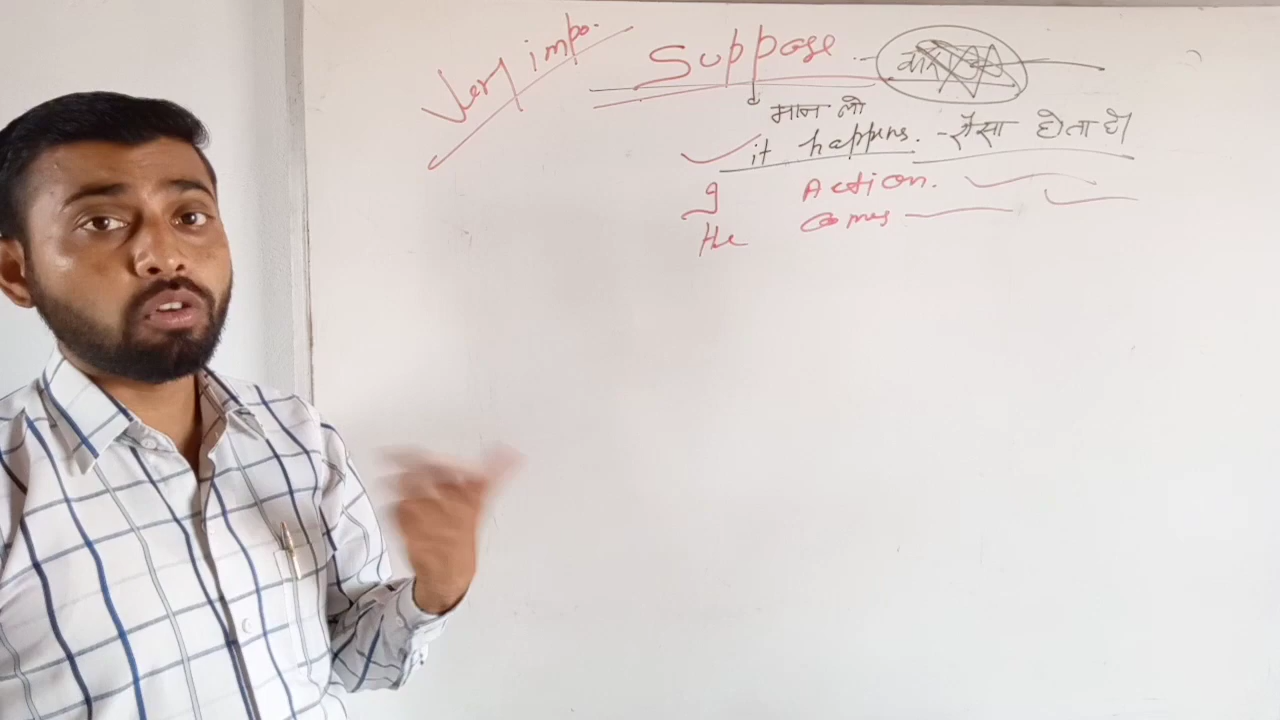 Very impo.
Suppose -
मान लो
it happens. - ऐसा होता है।
I Action.
He comes